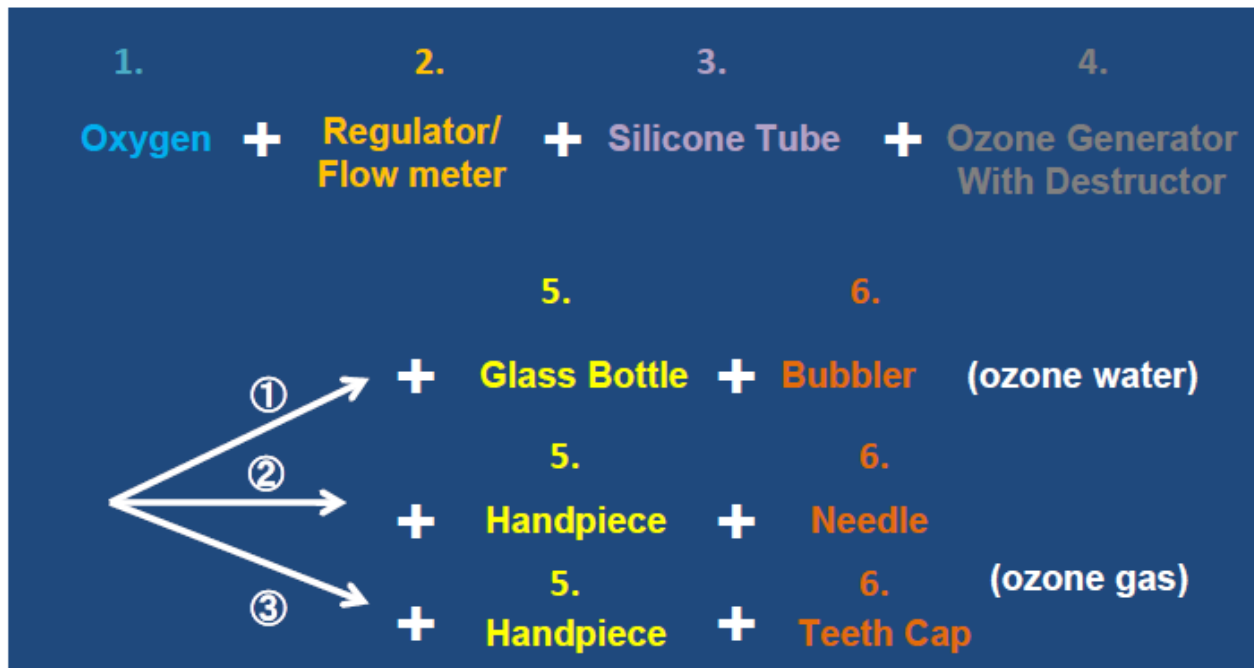 1. 2. 3. 4.
Oxygen + Regulator/ + Silicone Tube + Ozone Generator
Flow meter With Destructor
5. 6.
① + Glass Bottle + Bubbler (ozone water)
5. 6.
② + Handpiece + Needle
(ozone gas)
5. 6.
③ + Handpiece + Teeth Cap